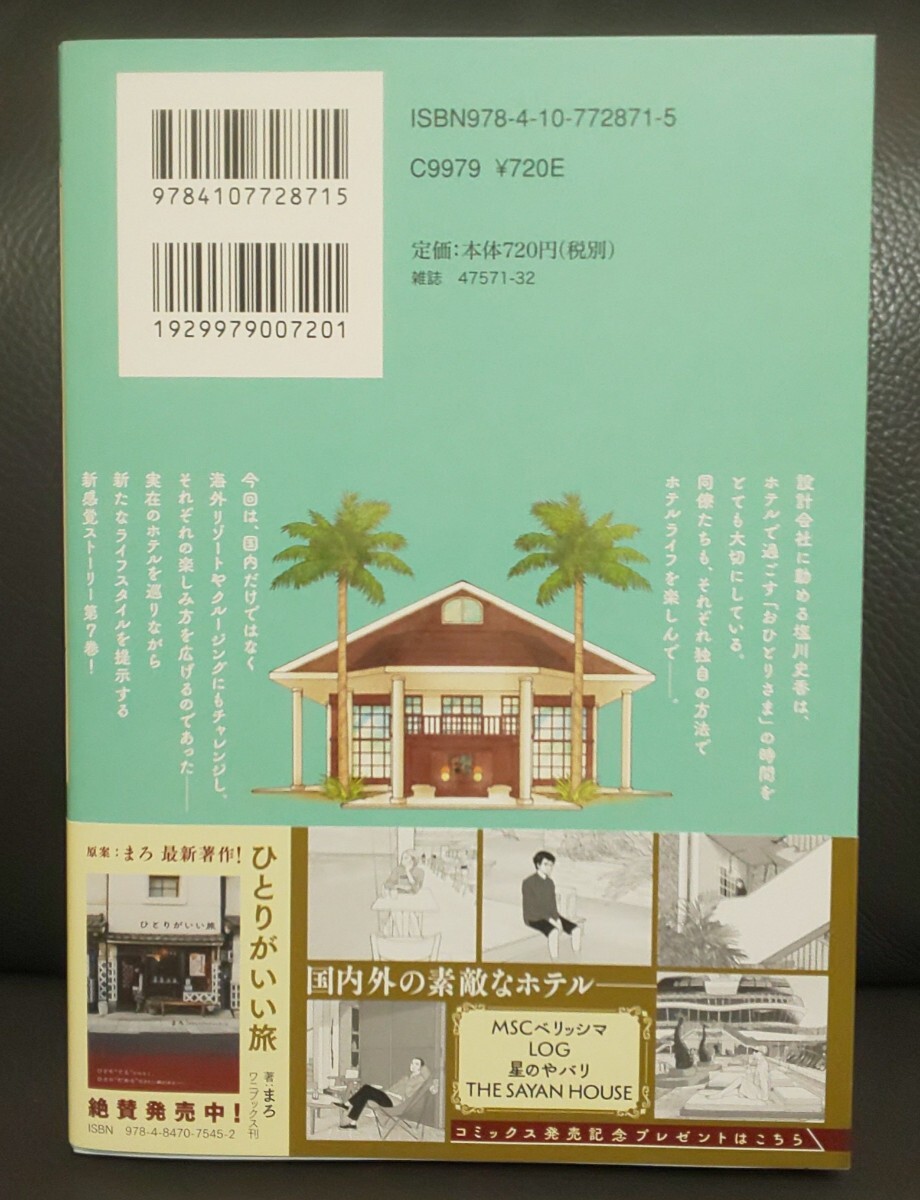 9784107728715
1929979007201
ISBN978-4-10-772871-5
C9979 ¥720E
定価:本体720円(税別)
雑誌 47571-32
設計会社に勤める塩川史香は、
ホテルで過ごす「おひとりさま」の時間を
とても大切にしている。
同僚たちも、それぞれ独自の方法で
ホテルライフを楽しんで――。
今回は、国内だけではなく
海外リゾートやクルージングにもチャレンジし、
それぞれの楽しみ方を広げるのであった――
実在のホテルを巡りながら
新たなライフスタイルを提示する
新感覚ストーリー第7巻!
原案:まろ 最新著作!
ひとりがいい旅
著:まろ
ワニブックス刊
ひとりがいい旅
絶賛発売中!
ISBN 978-4-8470-7545-2
国内外の素敵なホテル――
MSCベリッシマ
LOG
星のやバリ
THE SAYAN HOUSE
コミックス発売記念プレゼントはこちら